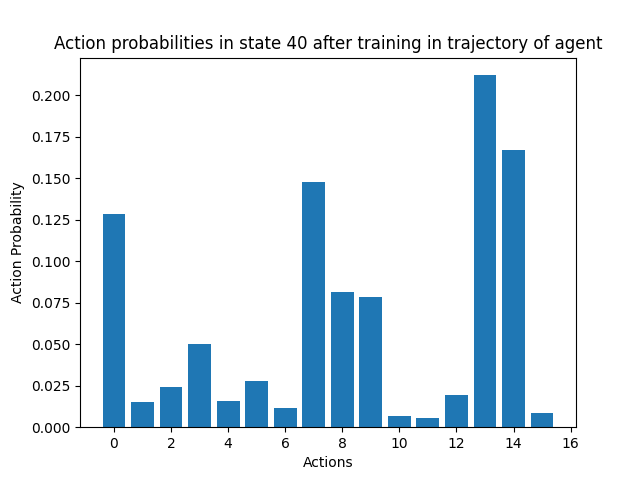 Action probabilities in state 40 after training in trajectory of agent
0.200
0.175
0.150
0.125
0.100
0.075
0.050
0.025
0.000
Action Probability
0 2 4 6 8 10 12 14 16
Actions